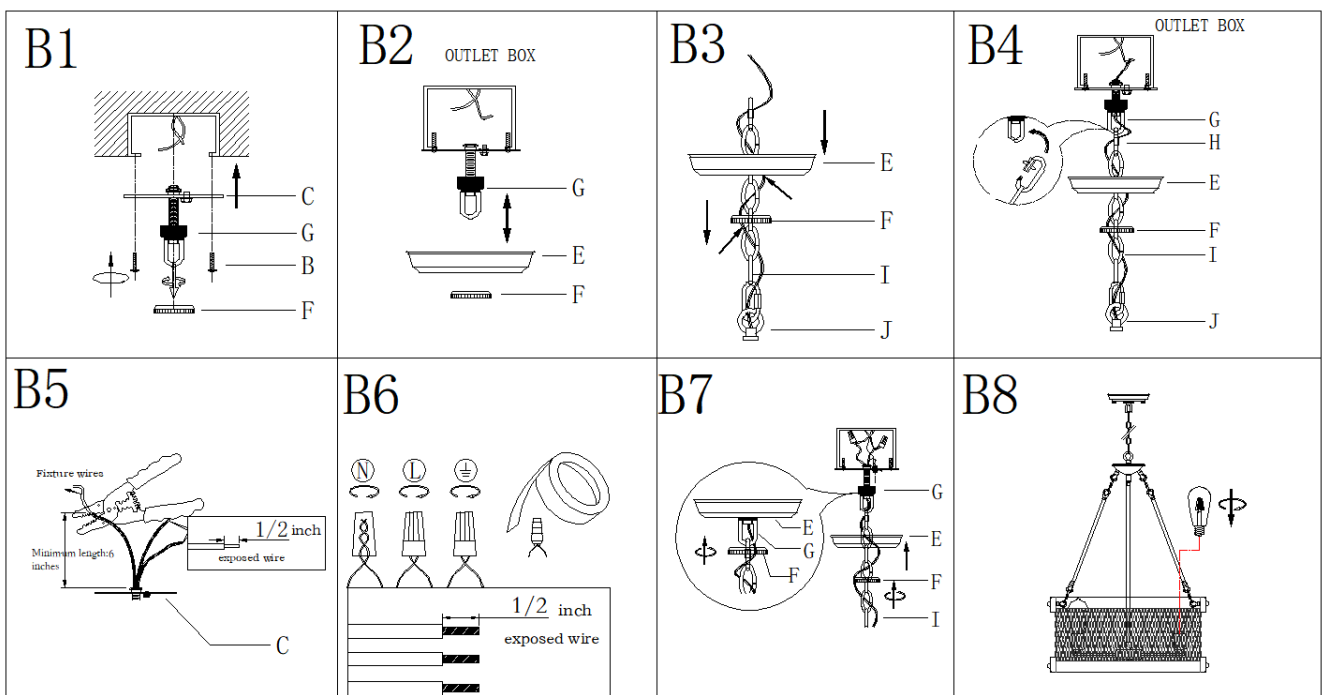 B1
C
G
B
F
B2
OUTLET BOX
G
E
F
B3
E
F
I
J
B4
OUTLET BOX
G
H
E
F
I
J
B5
Fixture wires
1/2 inch
exposed wire
Minimum length:6
inches
C
B6
N L
1/2 inch
exposed wire
B7
G
E
G
F
E
F
I
B8